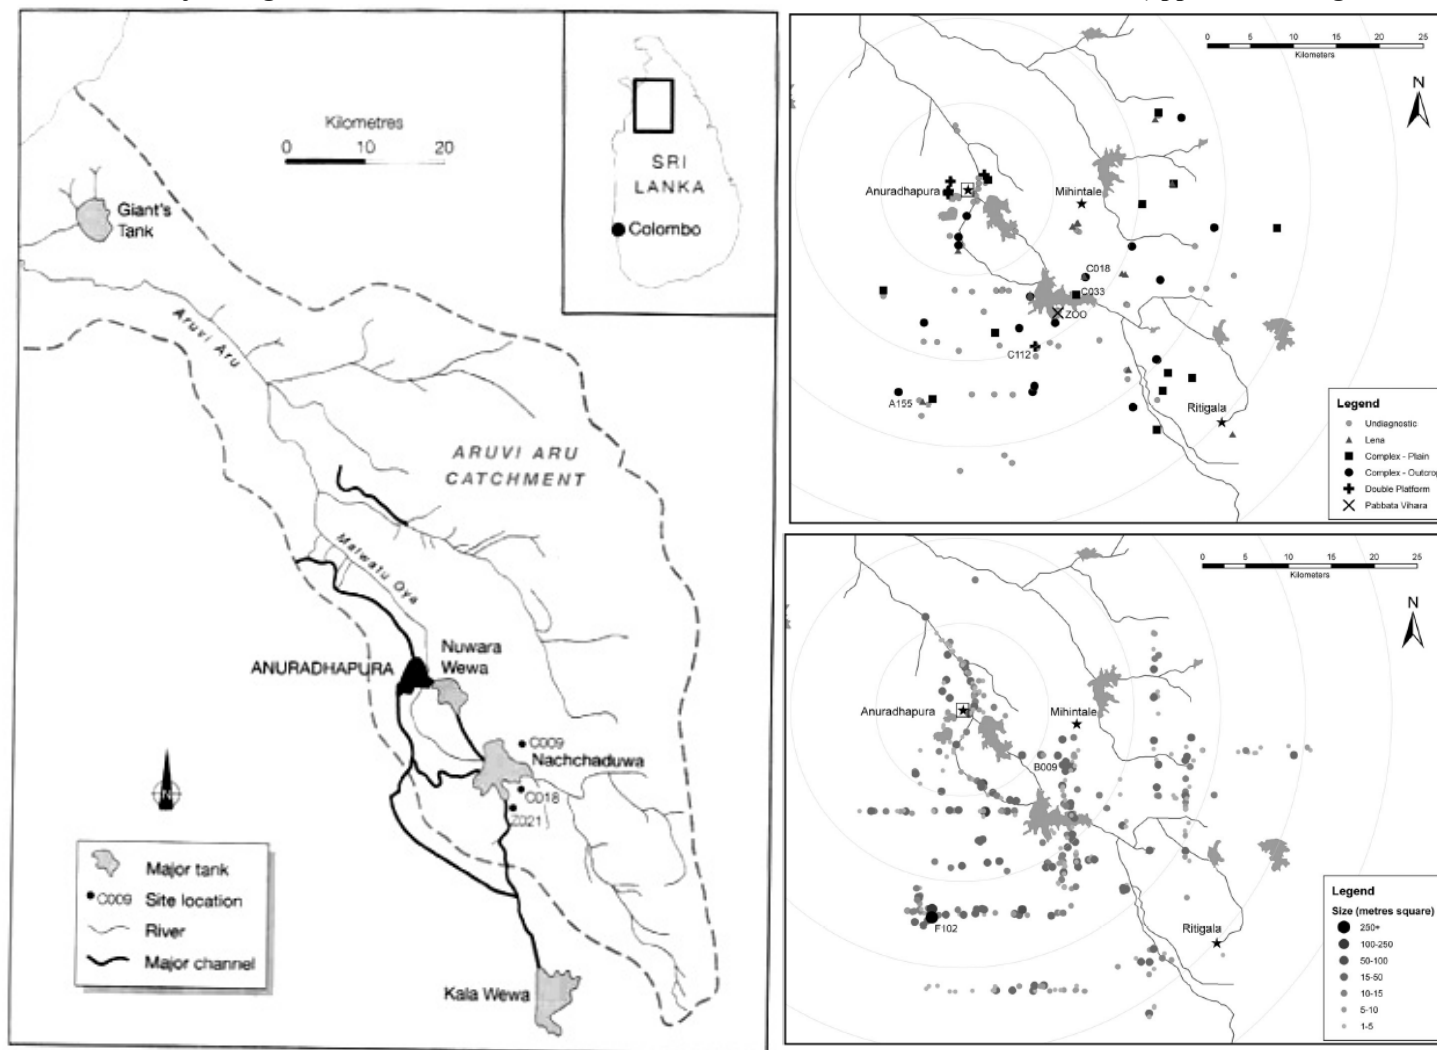 Kilometres
0 10 20
SRI
LANKA
Colombo
Giant's
Tank
Aruvi Aru
ARUVI ARU
CATCHMENT
Malwatu Oya
Nuwara
Wewa
ANURADHAPURA
C009
Nachchaduwa
C018
Z021
N
Major tank
C009 Site location
River
Major channel
Kala Wewa
0 5 10 15 20 25
Kilometers
N
Anuradhapura
Mihintale
C018
C033
ZOO
C112
A155
Ritigala
Legend
Undiagnostic
Lena
Complex - Plain
Complex - Outcrop
Double Platform
Pabbata Vihara
0 5 10 15 20 25
Kilometers
N
Anuradhapura
Mihintale
B009
F102
Ritigala
Legend
Size (metres square)
250+
100-250
50-100
15-50
10-15
5-10
1-5